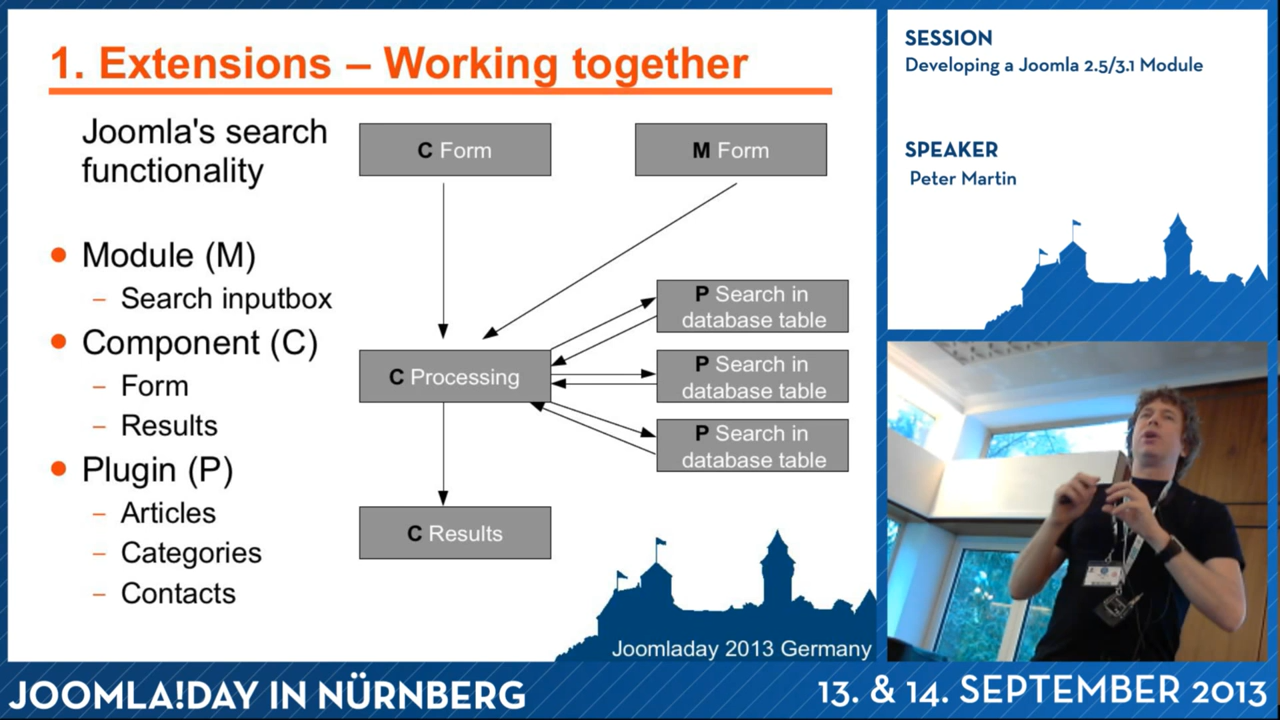 1. Extensions – Working together
Joomla's search
functionality
● Module (M)
– Search inputbox
● Component (C)
– Form
– Results
● Plugin (P)
– Articles
– Categories
– Contacts
C Form
M Form
C Processing
P Search in
database table
P Search in
database table
P Search in
database table
C Results
Joomladay 2013 Germany
SESSION
Developing a Joomla 2.5/3.1 Module
SPEAKER
Peter Martin
JOOMLA!DAY IN NÜRNBERG
13. & 14. SEPTEMBER 2013